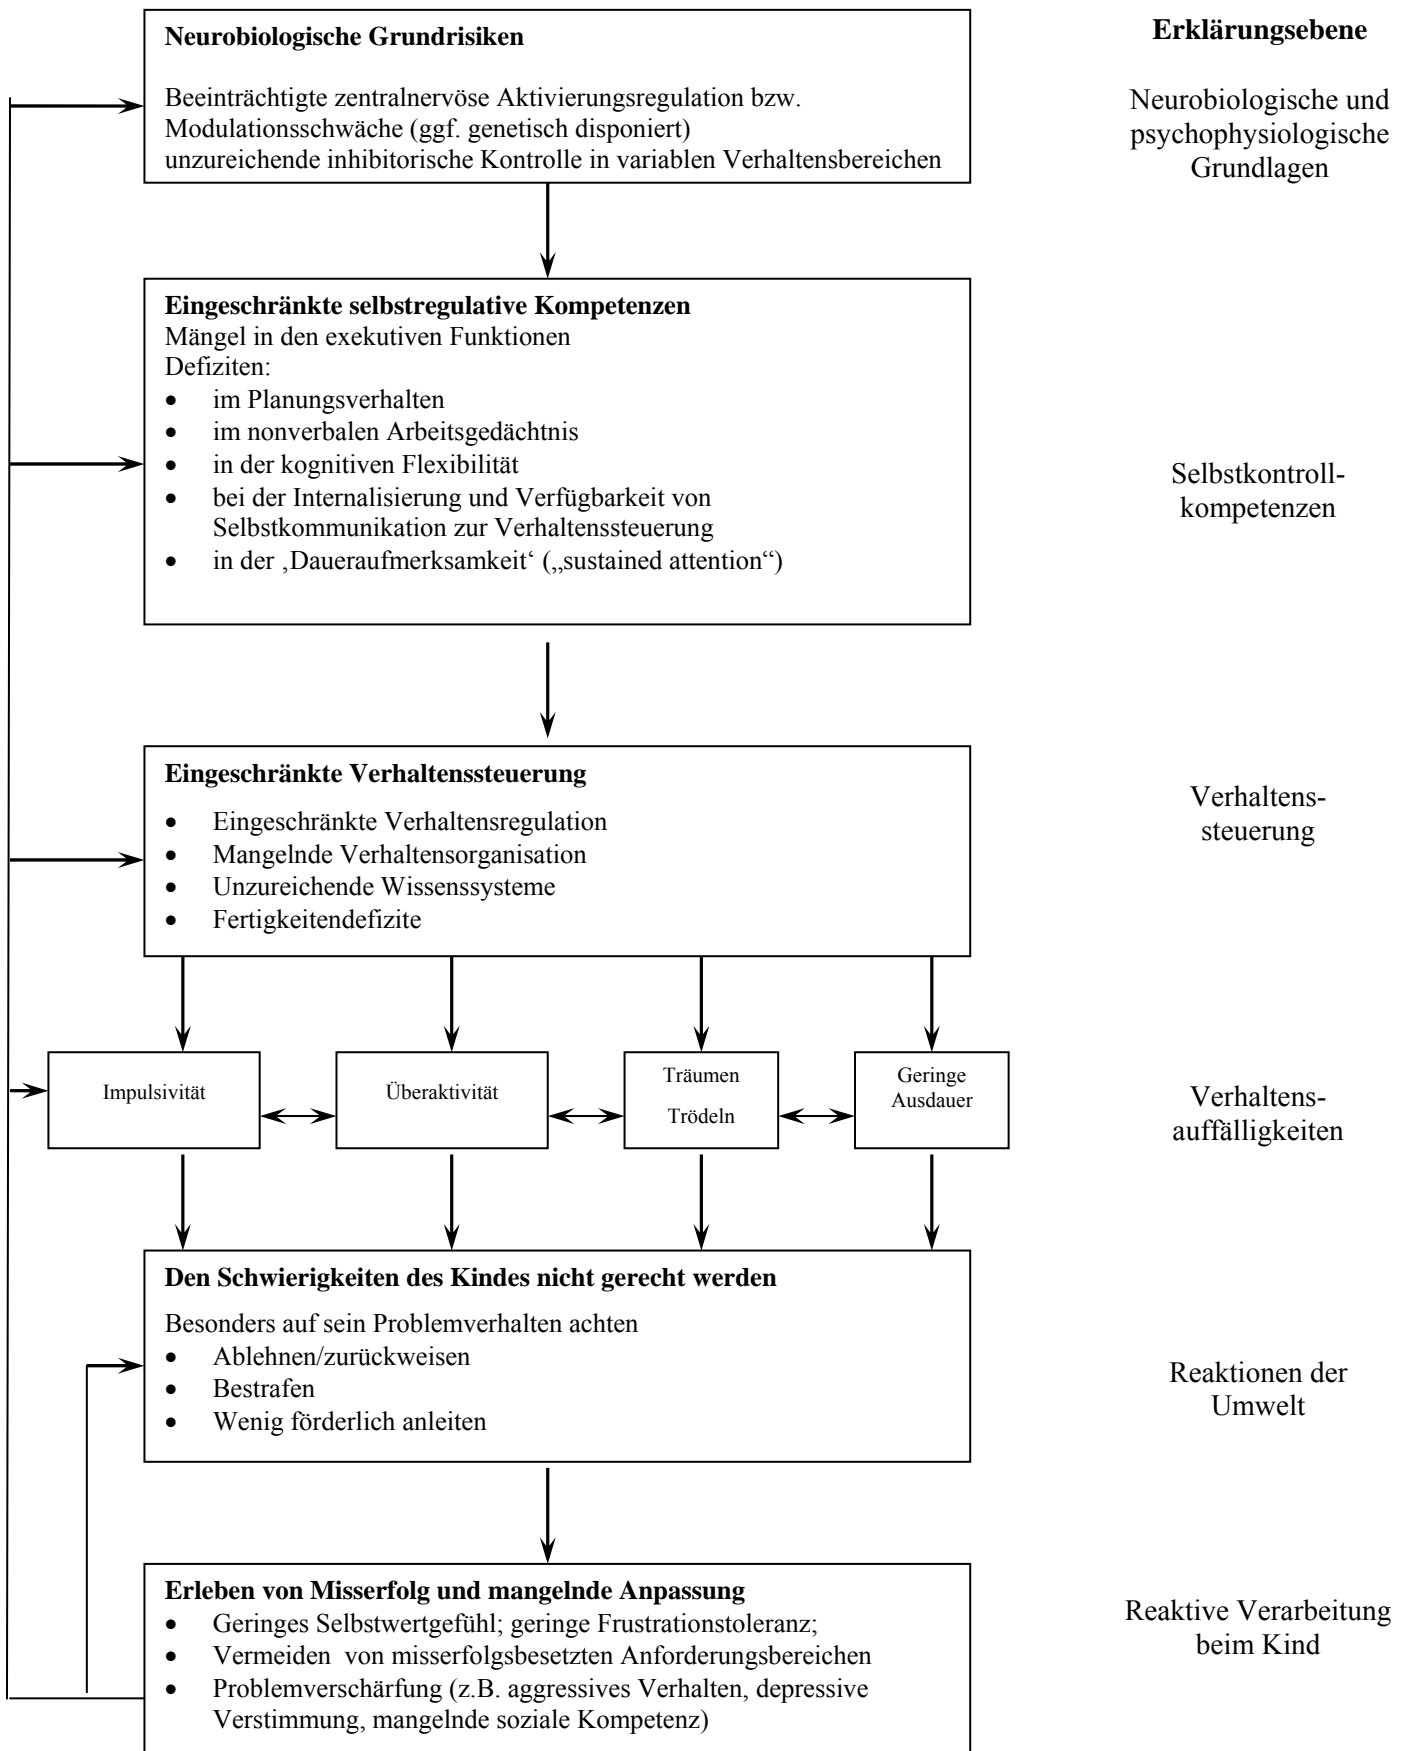 Neurobiologische Grundrisiken
Beeinträchtigte zentralnervöse Aktivierungsregulation bzw.
Modulationsschwäche (ggf. genetisch disponiert)
unzureichende inhibitorische Kontrolle in variablen Verhaltensbereichen
Erklärungsebene
Neurobiologische und
psychophysiologische
Grundlagen
Eingeschränkte selbstregulative Kompetenzen
Mängel in den exekutiven Funktionen
Defiziten:
• im Planungsverhalten
• im nonverbalen Arbeitsgedächtnis
• in der kognitiven Flexibilität
• bei der Internalisierung und Verfügbarkeit von
Selbstkommunikation zur Verhaltenssteuerung
• in der ‚Daueraufmerksamkeit‘ („sustained attention“)
Selbstkontroll-
kompetenzen
Eingeschränkte Verhaltenssteuerung
• Eingeschränkte Verhaltensregulation
• Mangelnde Verhaltensorganisation
• Unzureichende Wissenssysteme
• Fertigkeitendefizite
Verhaltens-
steuerung
Impulsivität
Überaktivität
Träumen
Trödeln
Geringe
Ausdauer
Verhaltens-
auffälligkeiten
Den Schwierigkeiten des Kindes nicht gerecht werden
Besonders auf sein Problemverhalten achten
• Ablehnen/zurückweisen
• Bestrafen
• Wenig förderlich anleiten
Reaktionen der
Umwelt
Erleben von Misserfolg und mangelnde Anpassung
• Geringes Selbstwertgefühl; geringe Frustrationstoleranz;
• Vermeiden von misserfolgsbesetzten Anforderungsbereichen
• Problemverschärfung (z.B. aggressives Verhalten, depressive
Verstimmung, mangelnde soziale Kompetenz)
Reaktive Verarbeitung
beim Kind